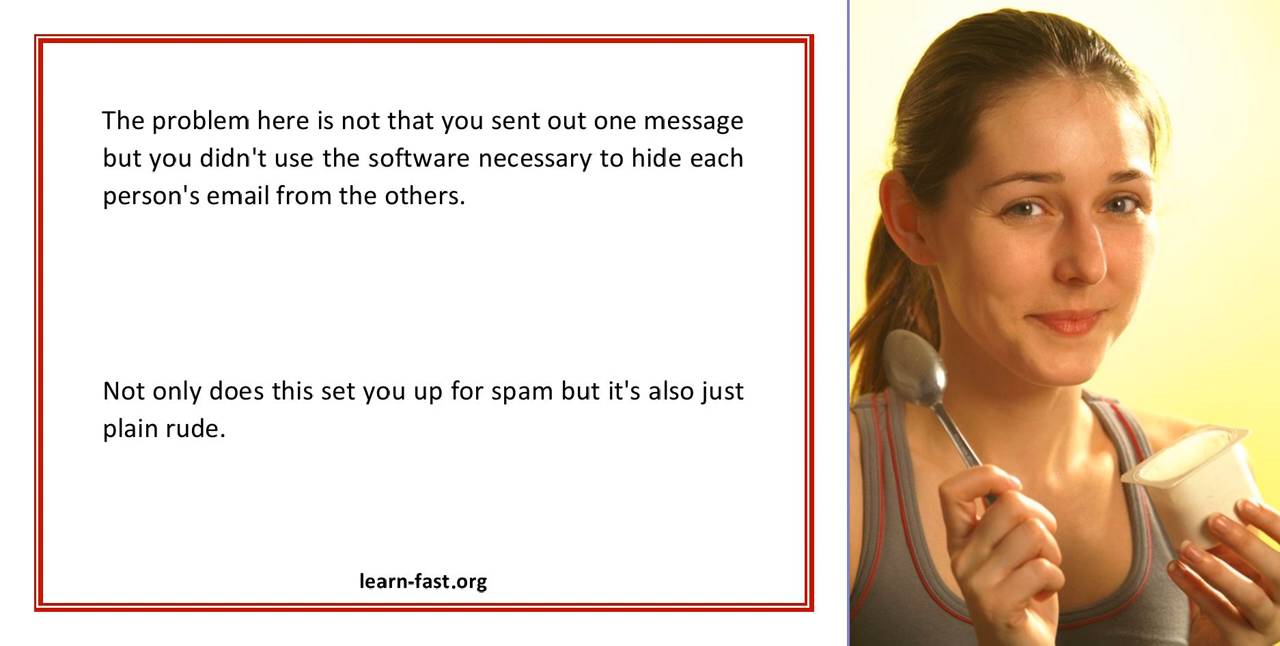 The problem here is not that you sent out one message
but you didn't use the software necessary to hide each
person's email from the others.
Not only does this set you up for spam but it's also just
plain rude.
learn-fast.org